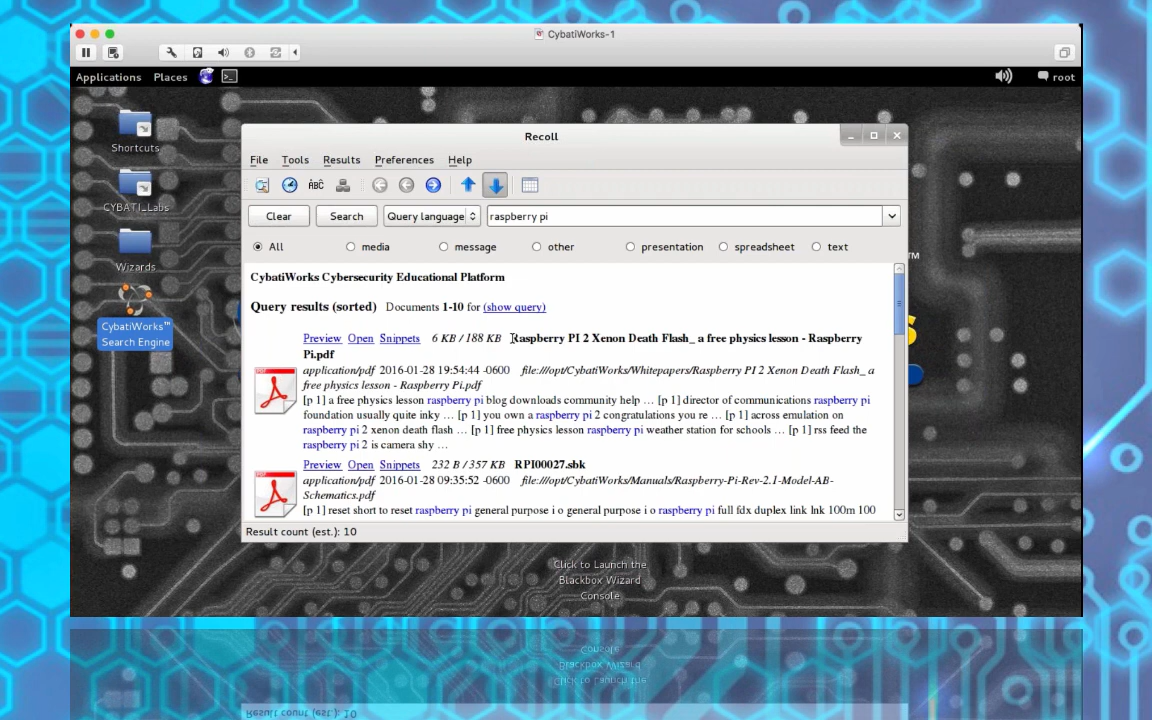 CybatiWorks-1
Applications Places
root
Shortcuts
CYBATI_Labs
Wizards
CybatiWorks™
Search Engine
Recoll
File Tools Results Preferences Help
ABC
Clear Search Query language raspberry pi
All media message other presentation spreadsheet text
CybatiWorks Cybersecurity Educational Platform
Query results (sorted) Documents 1-10 for (show query)
Preview Open Snippets 6 KB / 188 KB Raspberry PI 2 Xenon Death Flash_ a free physics lesson - Raspberry
Pi.pdf
application/pdf 2016-01-28 19:54:44 -0600 file:///opt/CybatiWorks/Whitepapers/Raspberry PI 2 Xenon Death Flash_ a
free physics lesson - Raspberry Pi.pdf
[p 1] a free physics lesson raspberry pi blog downloads community help ... [p 1] director of communications raspberry pi
foundation usually quite inky ... [p 1] you own a raspberry pi 2 congratulations you re ... [p 1] across emulation on
raspberry pi 2 xenon death flash ... [p 1] free physics lesson raspberry pi weather station for schools ... [p 1] rss feed the
raspberry pi 2 is camera shy ...
Preview Open Snippets 232 B / 357 KB RPI00027.sbk
application/pdf 2016-01-28 09:35:52 -0600 file:///opt/CybatiWorks/Manuals/Raspberry-Pi-Rev-2.1-Model-AB-
Schematics.pdf
[p 1] reset short to reset raspberry pi general purpose i o general purpose i o raspberry pi full fdx duplex link lnk 100m 100
Result count (est.): 10
TM
S
Click to Launch the
Blackbox Wizard
Console